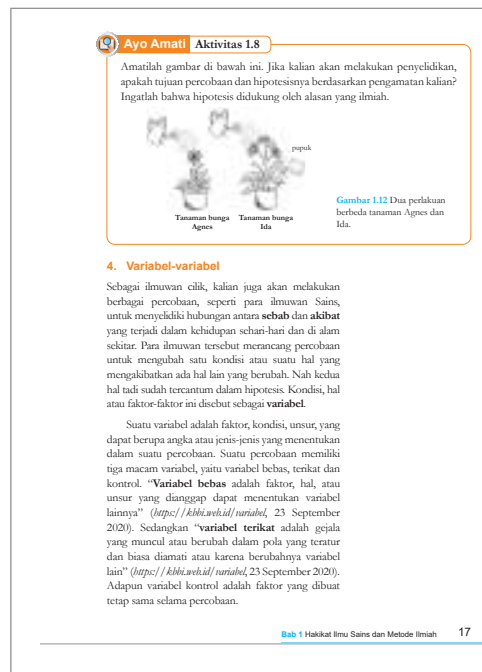 Ayo Amati Aktivitas 1.8
Amatilah gambar di bawah ini. Jika kalian akan melakukan penyelidikan,
apakah tujuan percobaan dan hipotesisnya berdasarkan pengamatan kalian?
Ingatlah bahwa hipotesis didukung oleh alasan yang ilmiah.
pupuk
Tanaman bunga
Agnes
Tanaman bunga
Ida
Gambar 1.12 Dua perlakuan
berbeda tanaman Agnes dan
Ida.
4. Variabel-variabel
Sebagai ilmuwan cilik, kalian juga akan melakukan
berbagai percobaan, seperti para ilmuwan Sains,
untuk menyelidiki hubungan antara sebab dan akibat
yang terjadi dalam kehidupan sehari-hari dan di alam
sekitar. Para ilmuwan tersebut merancang percobaan
untuk mengubah satu kondisi atau suatu hal yang
mengakibatkan ada hal lain yang berubah. Nah kedua
hal tadi sudah tercantum dalam hipotesis. Kondisi, hal
atau faktor-faktor ini disebut sebagai variabel.
Suatu variabel adalah faktor, kondisi, unsur, yang
dapat berupa angka atau jenis-jenis yang menentukan
dalam suatu percobaan. Suatu percobaan memiliki
tiga macam variabel, yaitu variabel bebas, terikat dan
kontrol. “Variabel bebas adalah faktor, hal, atau
unsur yang dianggap dapat menentukan variabel
lainnya” (https://kbbi.web.id/variabel, 23 September
2020). Sedangkan “variabel terikat adalah gejala
yang muncul atau berubah dalam pola yang teratur
dan biasa diamati atau karena berubahnya variabel
lain” (https://kbbi.web.id/variabel, 23 September 2020).
Adapun variabel kontrol adalah faktor yang dibuat
tetap sama selama percobaan.
Bab 1 Hakikat Ilmu Sains dan Metode Ilmiah 17